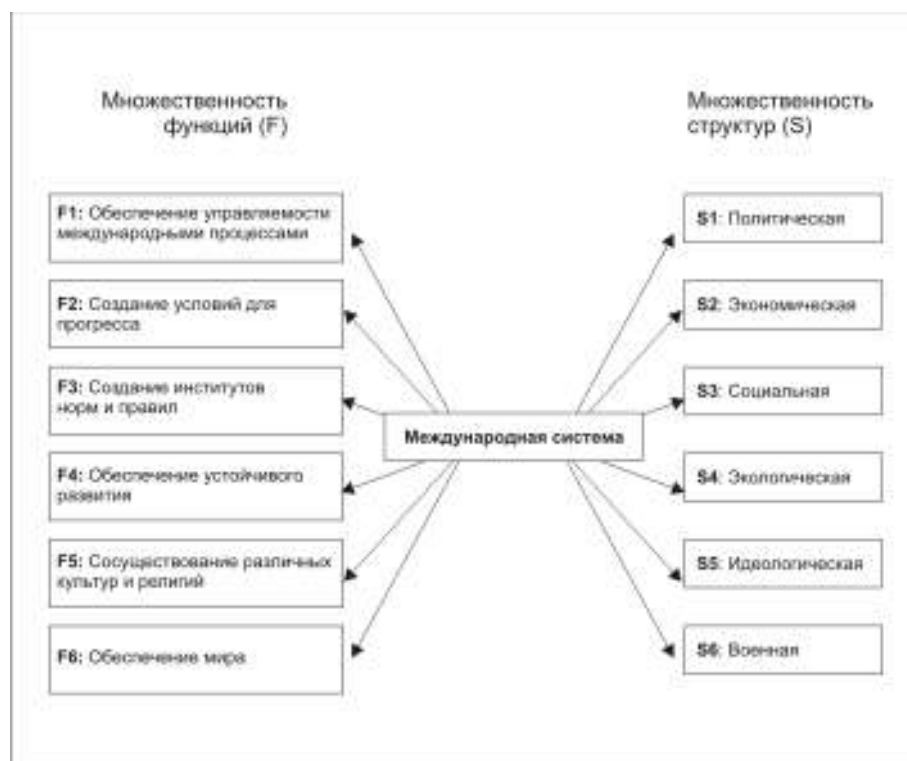 Множественность
функций (F)
Множественность
структур (S)
F1: Обеспечение управляемости
международными процессами
F2: Создание условий для
прогресса
F3: Создание институтов
норм и правил
F4: Обеспечение устойчивого
развития
F5: Сосуществование различных
культур и религий
F6: Обеспечение мира
Международная система
S1: Политическая
S2: Экономическая
S3: Социальная
S4: Экологическая
S5: Идеологическая
S6: Военная